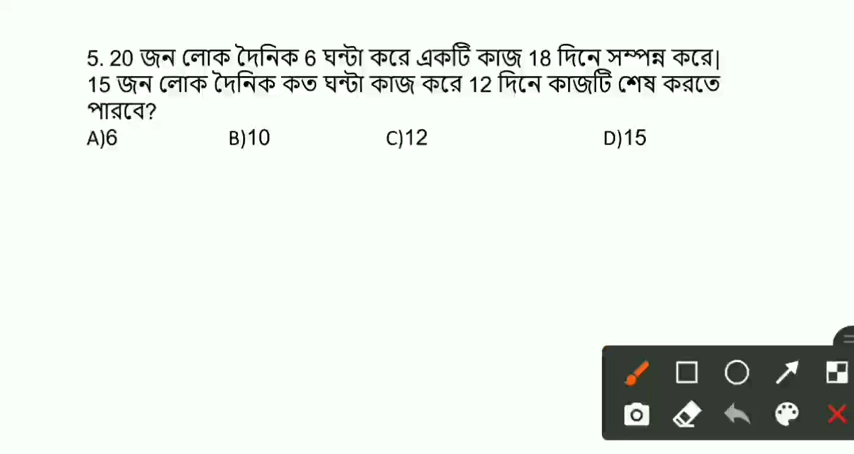 5. 20 জন লোক দৈনিক 6 ঘন্টা করে একটি কাজ 18 দিনে সম্পন্ন করে|
15 জন লোক দৈনিক কত ঘন্টা কাজ করে 12 দিনে কাজটি শেষ করতে
পারবে?
A)6 B)10 C)12 D)15